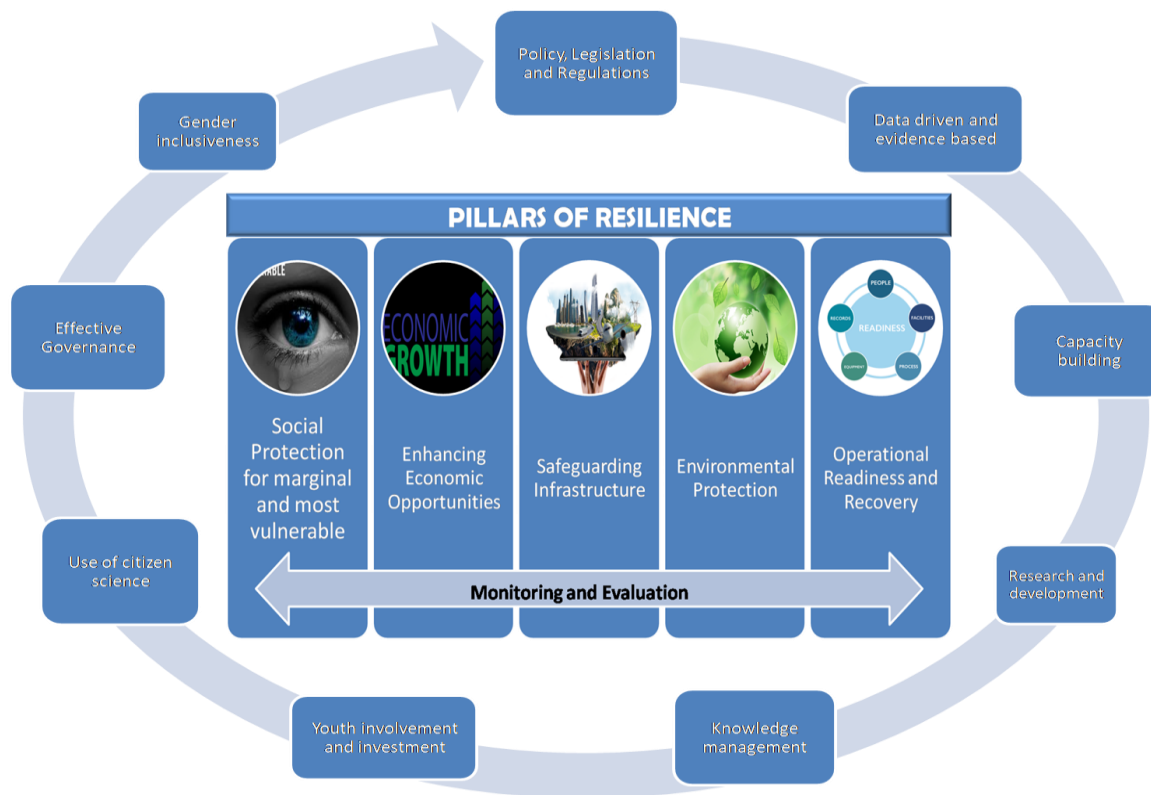 Policy, Legislation
and Regulations
Data driven and
evidence based
Capacity
building
Research and
development
Knowledge
management
Youth involvement
and investment
Use of citizen
science
Effective
Governance
Gender
inclusiveness
PILLARS OF RESILIENCE
Social
Protection
for marginal
and most
vulnerable
ECONOMIC
GROWTH
Enhancing
Economic
Opportunities
Safeguarding
Infrastructure
Environmental
Protection
PEOPLE
RECORDS
READINESS
FACILITIES
EQUIPMENT
PROCESS
Operational
Readiness and
Recovery
Monitoring and Evaluation